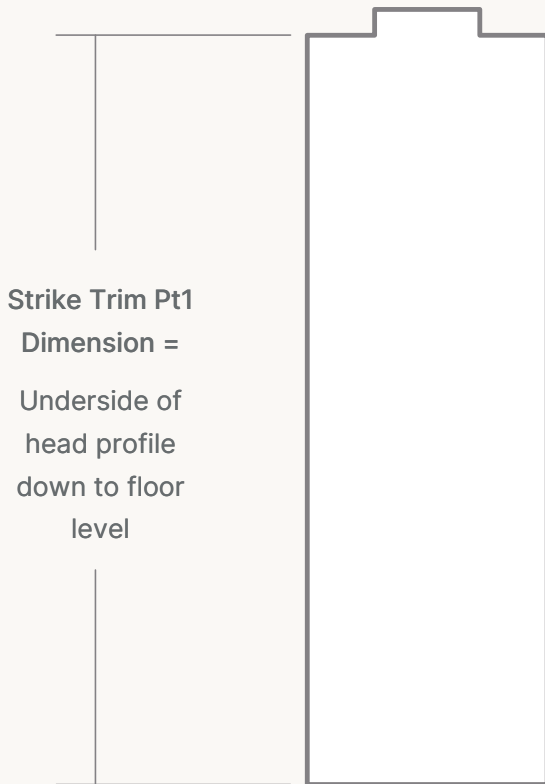 Strike Trim Pt1
Dimension =
Underside of
head profile
down to floor
level